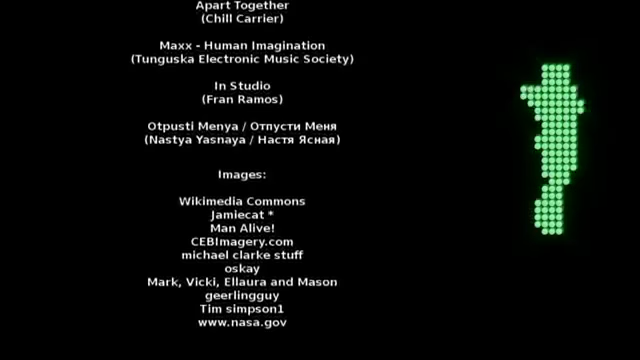 Apart Together
(Chill Carrier)
Maxx - Human Imagination
(Tunguska Electronic Music Society)
In Studio
(Fran Ramos)
Otpusti Menya / Отпусти Меня
(Nastya Yasnaya / Настя Ясная)
Images:
Wikimedia Commons
Jamiecat *
Man Alive!
CEBImagery.com
michael clarke stuff
oskay
Mark, Vicki, Ellaura and Mason
geerlingguy
Tim simpson1
www.nasa.gov